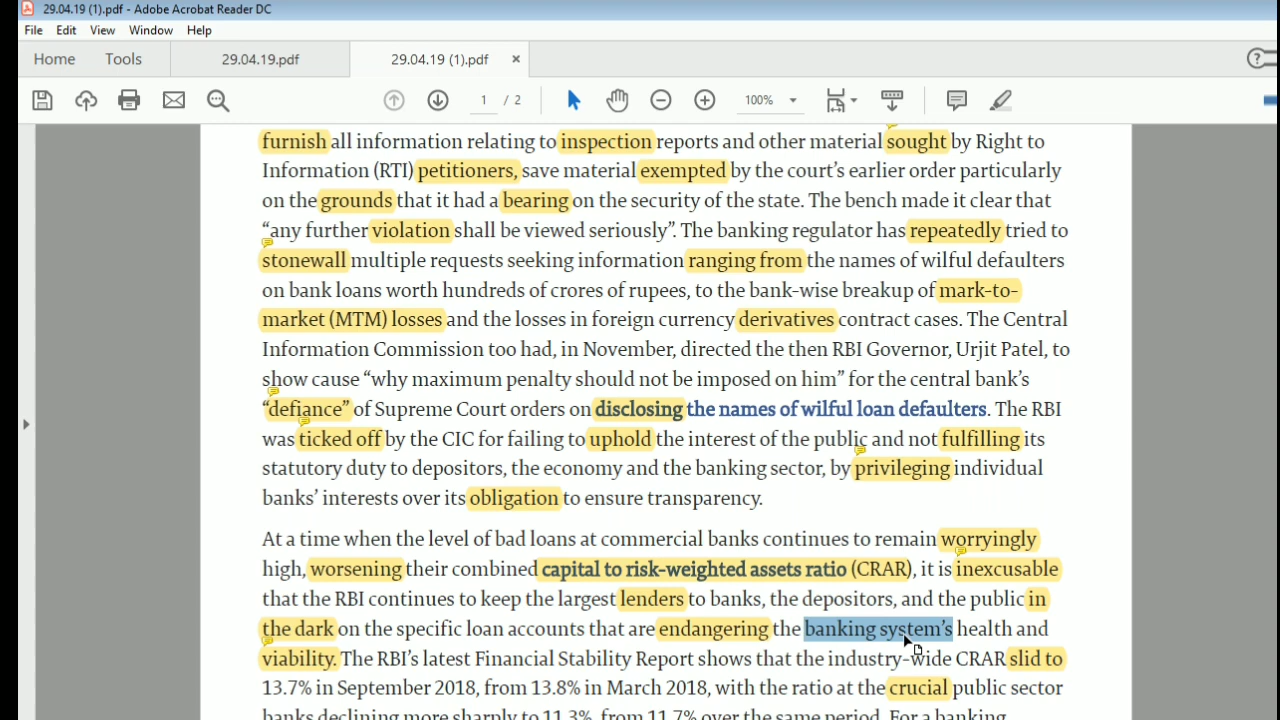 29.04.19 (1).pdf - Adobe Acrobat Reader DC
File Edit View Window Help
Home Tools 29.04.19.pdf 29.04.19 (1).pdf ×
1 / 2 100%
furnish all information relating to inspection reports and other material sought by Right to
Information (RTI) petitioners, save material exempted by the court’s earlier order particularly
on the grounds that it had a bearing on the security of the state. The bench made it clear that
“any further violation shall be viewed seriously”. The banking regulator has repeatedly tried to
stonewall multiple requests seeking information ranging from the names of wilful defaulters
on bank loans worth hundreds of crores of rupees, to the bank-wise breakup of mark-to-
market (MTM) losses and the losses in foreign currency derivatives contract cases. The Central
Information Commission too had, in November, directed the then RBI Governor, Urjit Patel, to
show cause “why maximum penalty should not be imposed on him” for the central bank’s
“defiance” of Supreme Court orders on disclosing the names of wilful loan defaulters. The RBI
was ticked off by the CIC for failing to uphold the interest of the public and not fulfilling its
statutory duty to depositors, the economy and the banking sector, by privileging individual
banks’ interests over its obligation to ensure transparency.
At a time when the level of bad loans at commercial banks continues to remain worryingly
high, worsening their combined capital to risk-weighted assets ratio (CRAR), it is inexcusable
that the RBI continues to keep the largest lenders to banks, the depositors, and the public in
the dark on the specific loan accounts that are endangering the banking system’s health and
viability. The RBI’s latest Financial Stability Report shows that the industry-wide CRAR slid to
13.7% in September 2018, from 13.8% in March 2018, with the ratio at the crucial public sector
banks declining more sharply to 11.3%, from 11.7% over the same period. For a banking